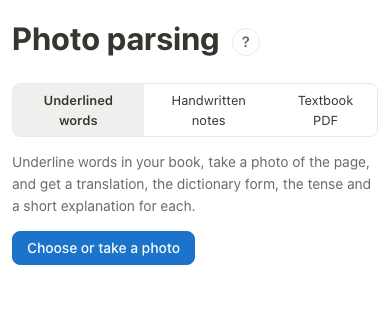 Photo parsing ?
Underlined words
Handwritten notes
Textbook PDF
Underline words in your book, take a photo of the page,
and get a translation, the dictionary form, the tense and
a short explanation for each.
Choose or take a photo